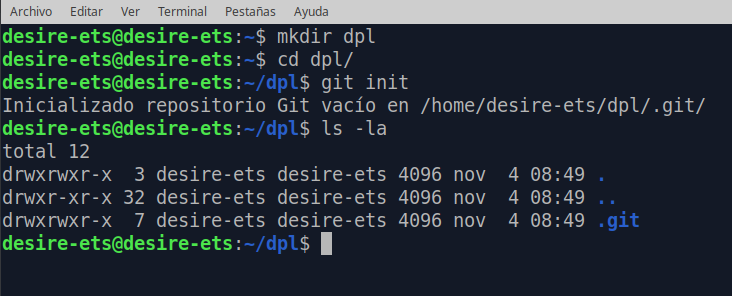 Archivo Editar Ver Terminal Pestañas Ayuda
desire-ets@desire-ets:~$ mkdir dpl
desire-ets@desire-ets:~$ cd dpl/
desire-ets@desire-ets:~/dpl$ git init
Inicializado repositorio Git vacío en /home/desire-ets/dpl/.git/
desire-ets@desire-ets:~/dpl$ ls -la
total 12
drwxrwxr-x  3 desire-ets desire-ets 4096 nov  4 08:49 .
drwxr-xr-x 32 desire-ets desire-ets 4096 nov  4 08:49 ..
drwxrwxr-x  7 desire-ets desire-ets 4096 nov  4 08:49 .git
desire-ets@desire-ets:~/dpl$